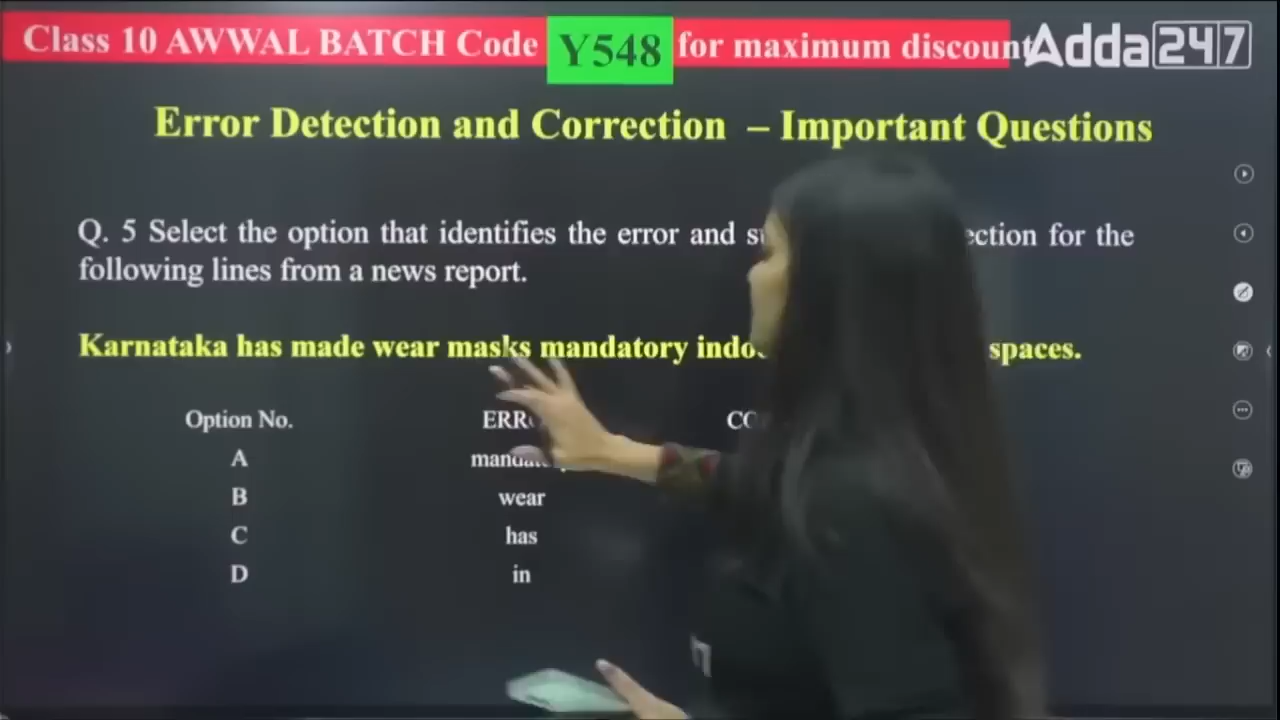 Class 10 AWWAL BATCH Code Y548 for maximum discount
Adda247
Error Detection and Correction – Important Questions
Q. 5 Select the option that identifies the error and ection for the
following lines from a news report.
Karnataka has made wear masks mandatory spaces.
Option No.
A
B wear
C has
D in